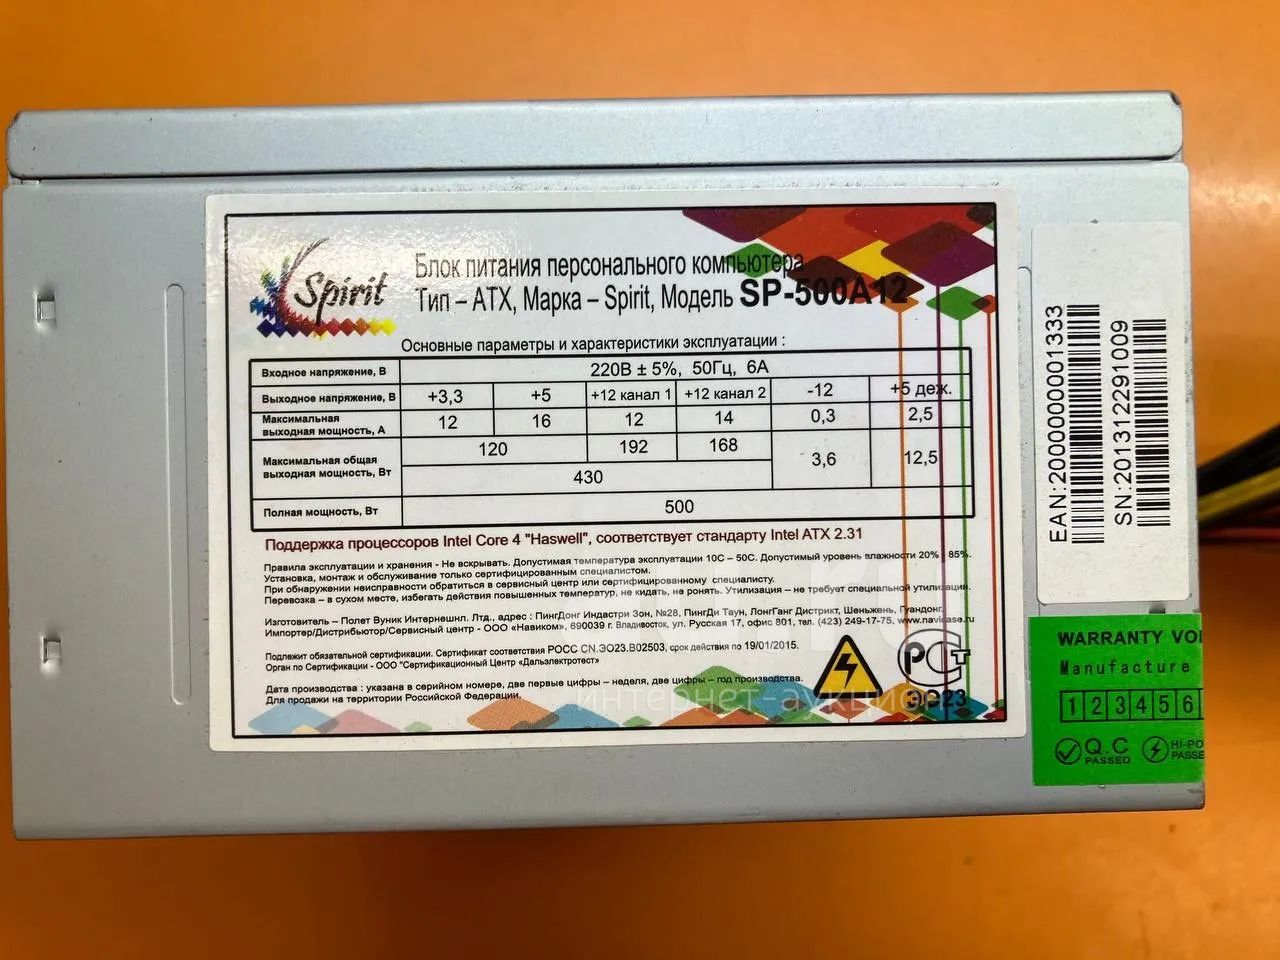 Spirit
Блок питания персонального компьютера
Тип – ATX, Марка – Spirit, Модель SP-500A12
Основные параметры и характеристики эксплуатации :
Входное напряжение, В 220В ± 5%, 50Гц, 6А
Выходное напряжение, В +3,3 +5 +12 канал 1 +12 канал 2 -12 +5 деж.
Максимальная выходная мощность, А 12 16 12 14 0,3 2,5
Максимальная общая выходная мощность, Вт 120 192 168 3,6 12,5
430
Полная мощность, Вт 500
Поддержка процессоров Intel Core 4 "Haswell", соответствует стандарту Intel ATX 2.31
Правила эксплуатации и хранения - Не вскрывать. Допустимая температура эксплуатации 10С – 50С. Допустимый уровень влажности 20% - 85%.
Установка, монтаж и обслуживание только сертифицированным специалистом.
При обнаружении неисправности обратиться в сервисный центр или сертифицированному специалисту.
Перевозка – в сухом месте, избегать действия повышенных температур, не кидать, не ронять. Утилизация – не требует специальной утилизации.
Изготовитель – Полет Вуник Интернешнл. Лтд., адрес : ПингДонг Индастри Зон, №28, ПингДи Таун, ЛонгГанг Дистрикт, Шеньжень, Гуандонг.
Импортер/Дистрибьютор/Сервисный центр - ООО «Навиком», 690039 г. Владивосток, ул. Русская 17, офис 801, тел. (423) 249-17-75, www.navicase.ru
Подлежит обязательной сертификации. Сертификат соответствия РОСС CN.ЭО23.В02503, срок действия по 19/01/2015.
Орган по Сертификации - ООО "Сертификационный Центр «Дальэлектротест»
Дата производства : указана в серийном номере, две первые цифры – неделя, две цифры – год производства.
Для продажи на территории Российской Федерации.
РСТ
ЭО23
интернет аукцион
EAN:2000000001333
SN:2013122291009
WARRANTY VOI
Manufacture
1 2 3 4 5 6
Q.C PASSED
HI-PO PASSE